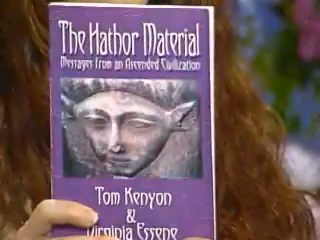 The Hathor Material
Messages from an Ascended Civilization
Tom Kenyon
&
Virginia Essene